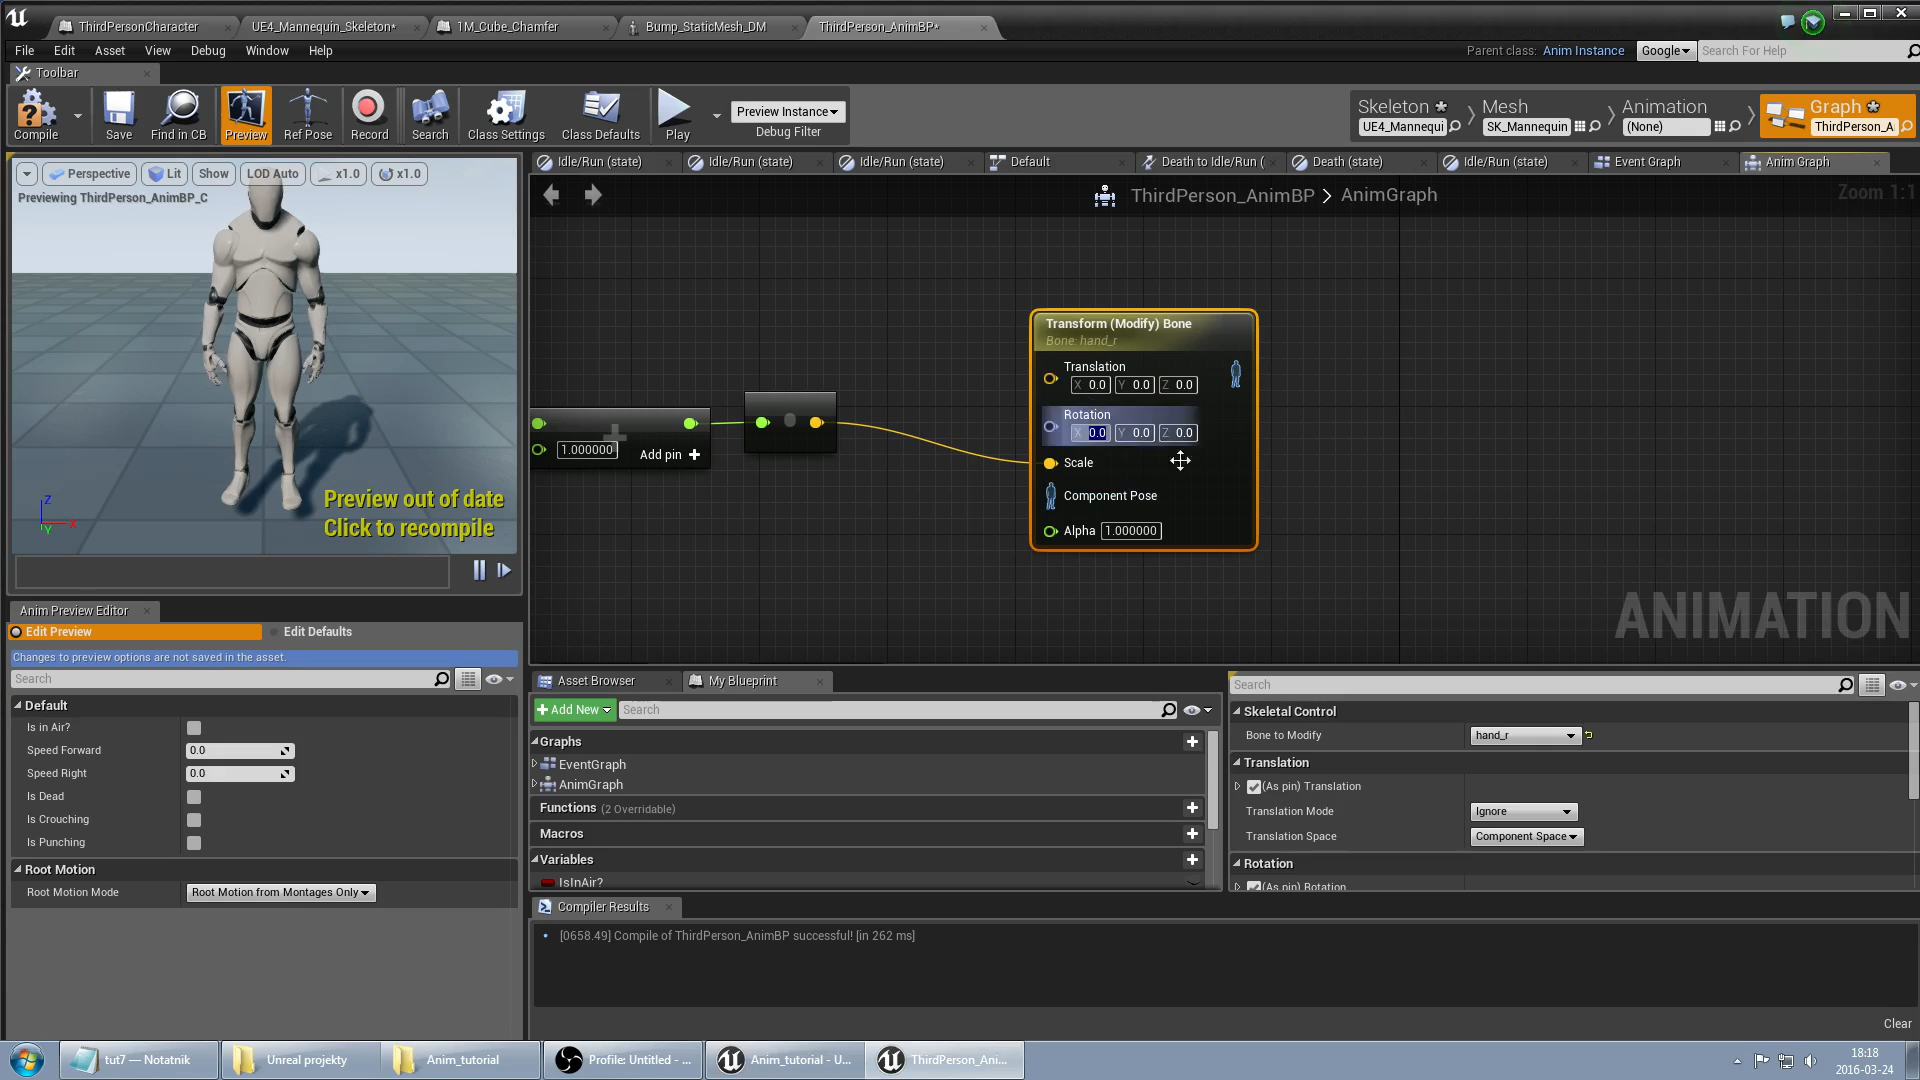 ThirdPersonCharacter
UE4_Mannequin_Skeleton*
1M_Cube_Chamfer
Bump_StaticMesh_DM
ThirdPerson_AnimBP*
File Edit Asset View Debug Window Help
Parent class: Anim Instance
Google
Search For Help
Toolbar
Compile
Save
Find in CB
Preview
Ref Pose
Record
Search
Class Settings
Class Defaults
Play
Preview Instance
Debug Filter
Skeleton
UE4_Mannequi
Mesh
SK_Mannequin
Animation
(None)
Graph
ThirdPerson_A
Perspective
Lit
Show
LOD Auto
x1.0
x1.0
Previewing ThirdPerson_AnimBP_C
Z
X
Y
Preview out of date
Click to recompile
Idle/Run (state)
Idle/Run (state)
Idle/Run (state)
Default
Death to Idle/Run (
Death (state)
Idle/Run (state)
Event Graph
Anim Graph
ThirdPerson_AnimBP > AnimGraph
Zoom 1:1
1.000000
Add pin
Transform (Modify) Bone
Bone: hand_r
Translation
X 0.0 Y 0.0 Z 0.0
Rotation
X 0.0 Y 0.0 Z 0.0
Scale
Component Pose
Alpha 1.000000
ANIMATION
Anim Preview Editor
Edit Preview
Edit Defaults
Changes to preview options are not saved in the asset.
Search
Default
Is in Air?
Speed Forward 0.0
Speed Right 0.0
Is Dead
Is Crouching
Is Punching
Root Motion
Root Motion Mode Root Motion from Montages Only
Asset Browser
My Blueprint
Add New
Search
Graphs
EventGraph
AnimGraph
Functions (2 Overridable)
Macros
Variables
IsInAir?
Search
Skeletal Control
Bone to Modify hand_r
Translation
(As pin) Translation
Translation Mode Ignore
Translation Space Component Space
Rotation
(As pin) Rotation
Compiler Results
[0658.49] Compile of ThirdPerson_AnimBP successful! [in 262 ms]
Clear
tut7 — Notatnik
Unreal projekty
Anim_tutorial
Profile: Untitled - ...
Anim_tutorial - U...
ThirdPerson_Ani...
18:18
2016-03-24